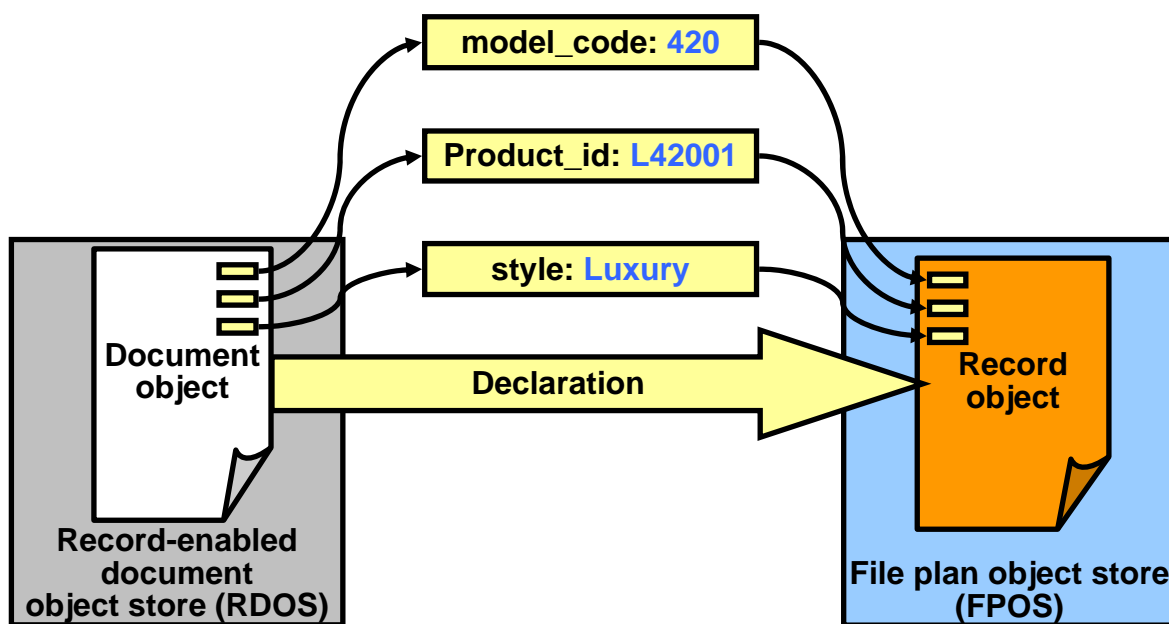 model_code: 420
Product_id: L42001
style: Luxury
Document
object
Declaration
Record
object
Record-enabled
document
object store (RDOS)
File plan object store
(FPOS)